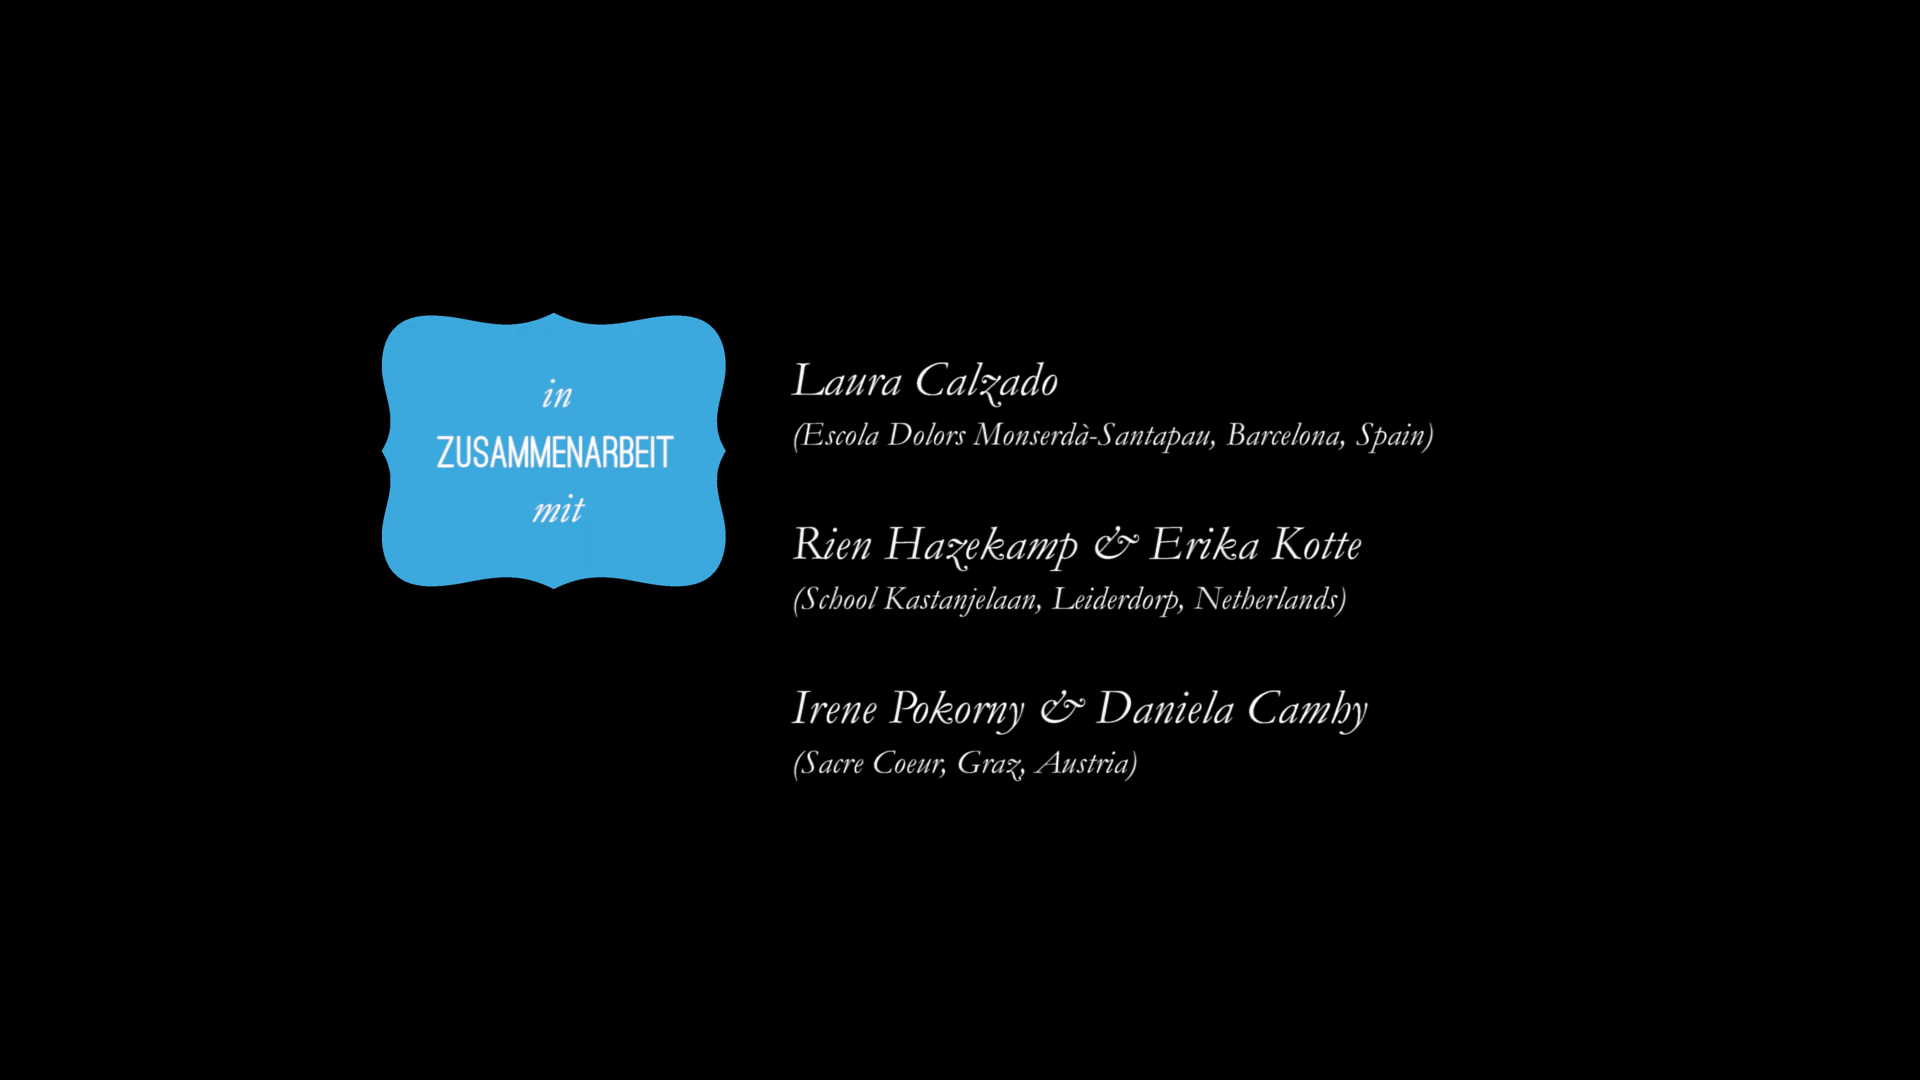 in
ZUSAMMENARBEIT
mit
Laura Calzado
(Escola Dolors Monserdà-Santapau, Barcelona, Spain)
Rien Hazekamp & Erika Kotte
(School Kastanjelaan, Leiderdorp, Netherlands)
Irene Pokorny & Daniela Camhy
(Sacre Coeur, Graz, Austria)